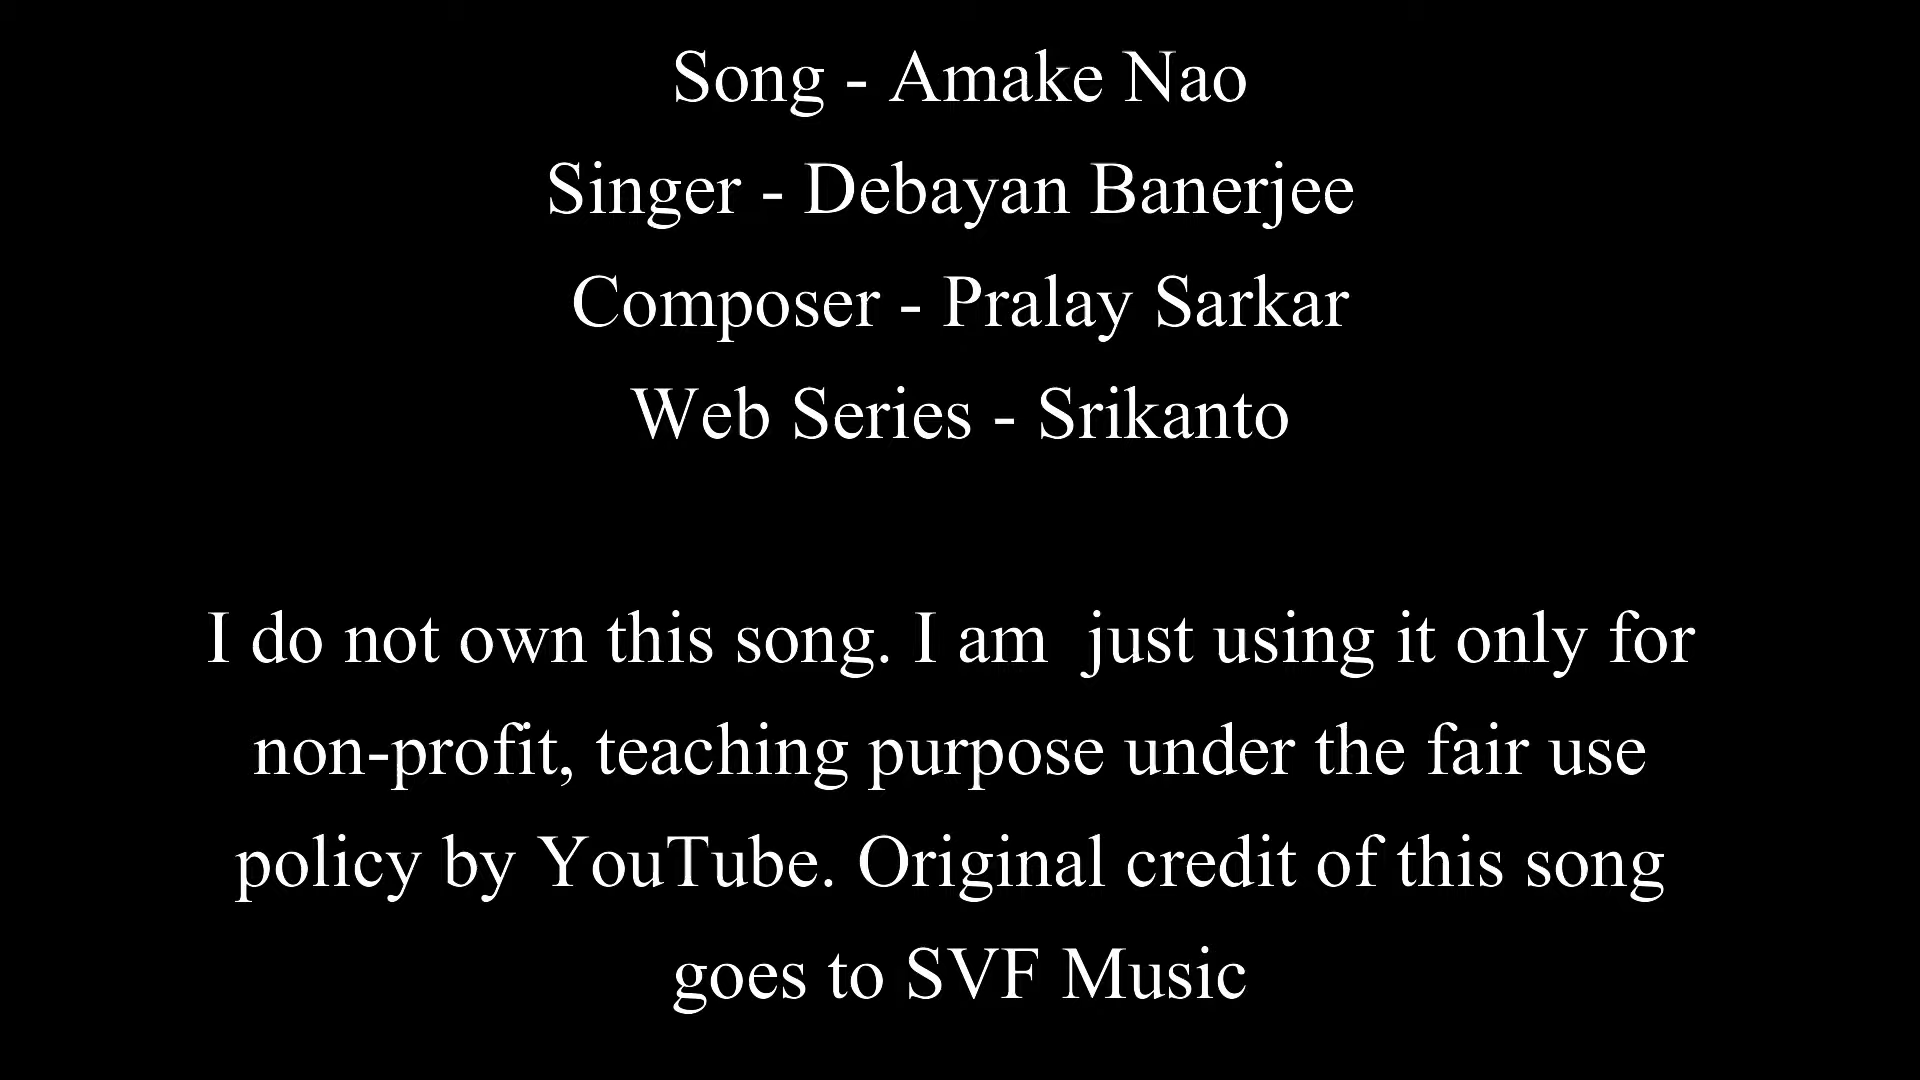 Song - Amake Nao
Singer - Debayan Banerjee
Composer - Pralay Sarkar
Web Series - Srikanto
I do not own this song. I am  just using it only for
non-profit, teaching purpose under the fair use
policy by YouTube. Original credit of this song
goes to SVF Music